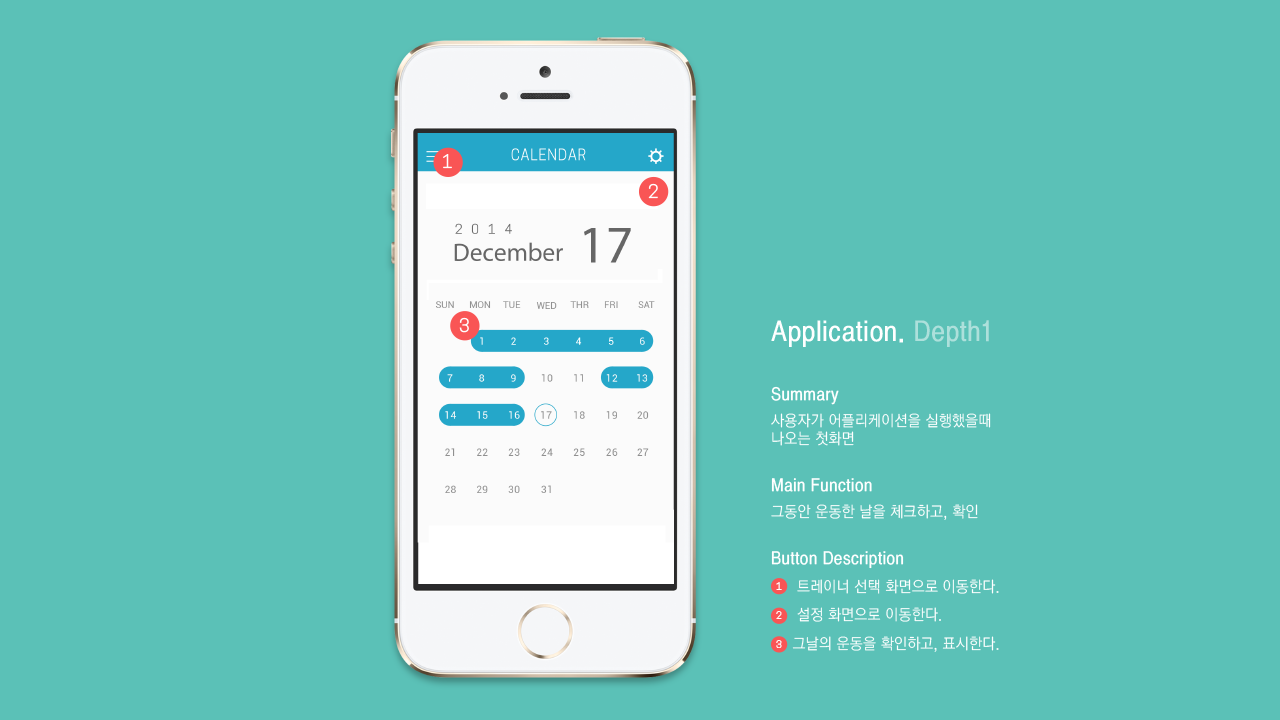 CALENDAR
1
2
2014
December 17
SUN MON TUE WED THR FRI SAT
3
1 2 3 4 5 6
7 8 9 10 11 12 13
14 15 16 17 18 19 20
21 22 23 24 25 26 27
28 29 30 31
Application. Depth1
Summary
사용자가 어플리케이션을 실행했을때
나오는 첫화면
Main Function
그동안 운동한 날을 체크하고, 확인
Button Description
1 트레이너 선택 화면으로 이동한다.
2 설정 화면으로 이동한다.
3 그날의 운동을 확인하고, 표시한다.